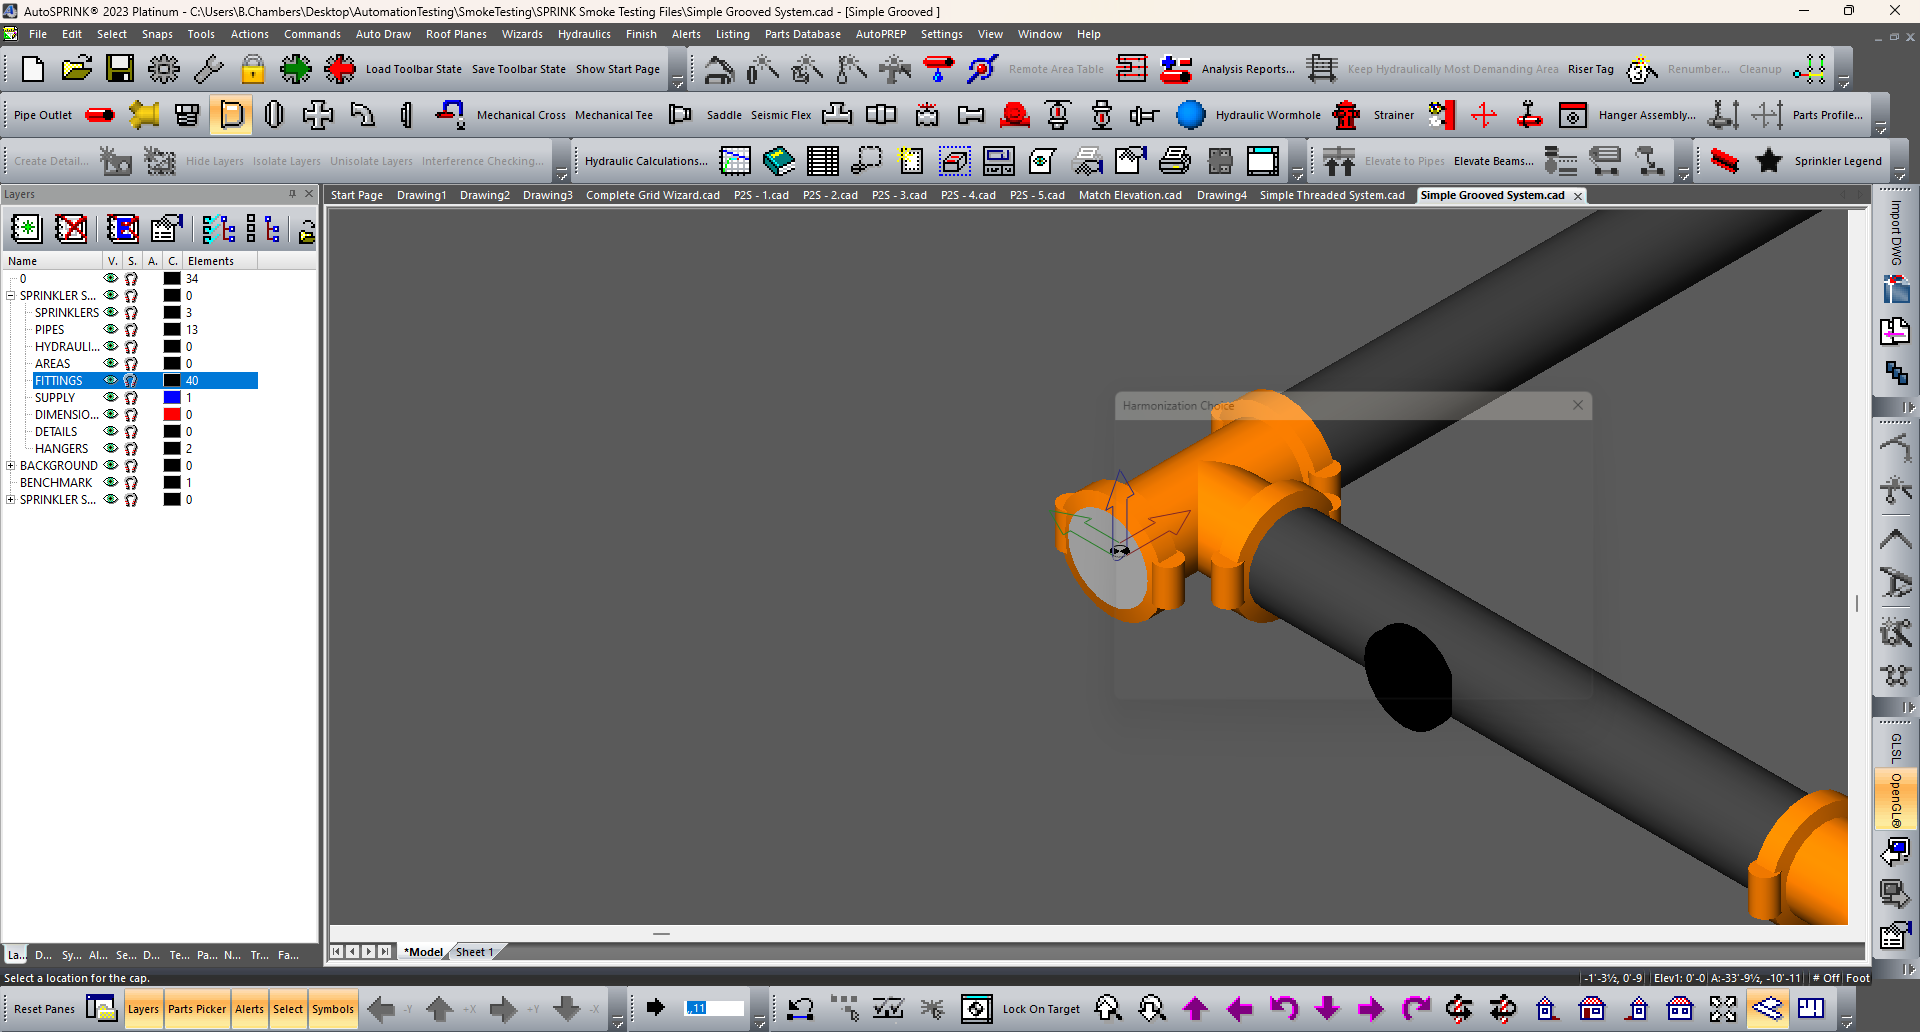 AutoSPRINK® 2023 Platinum - C:\Users\B.Chambers\Desktop\AutomationTesting\SmokeTesting\SPRINK Smoke Testing Files\Simple Grooved System.cad - [Simple Grooved ]
File Edit Select Snaps Tools Actions Commands Auto Draw Roof Planes Wizards Hydraulics Finish Alerts Listing Parts Database AutoPREP Settings View Window Help
Load Toolbar State Save Toolbar State Show Start Page Remote Area Table Analysis Reports... Keep Hydraulically Most Demanding Area Riser Tag Renumber... Cleanup
Pipe Outlet Mechanical Cross Mechanical Tee Saddle Seismic Flex Hydraulic Wormhole Strainer Hanger Assembly... Parts Profile...
Create Detail... Hide Layers Isolate Layers Unisolate Layers Interference Checking... Hydraulic Calculations... Elevate to Pipes Elevate Beams... Sprinkler Legend
Layers
Start Page Drawing1 Drawing2 Drawing3 Complete Grid Wizard.cad P2S - 1.cad P2S - 2.cad P2S - 3.cad P2S - 4.cad P2S - 5.cad Match Elevation.cad Drawing4 Simple Threaded System.cad Simple Grooved System.cad
Name V. S. A. C. Elements
0 34
SPRINKLER S... 0
SPRINKLERS 3
PIPES 13
HYDRAULI... 0
AREAS 0
FITTINGS 40
SUPPLY 1
DIMENSIO... 0
DETAILS 0
HANGERS 2
BACKGROUND 0
BENCHMARK 1
SPRINKLER S... 0
Harmonization Choice
Import DWG
GLSL
OpenGL®
La... D... Sy... Al... Se... D... Te... Pa... N... Tr... Fa...
*Model Sheet 1
Select a location for the cap.
-1'-3½, 0'-9 Elev1: 0'-0 A:-33'-9½, -10'-11 # Off Foot
Reset Panes Layers Parts Picker Alerts Select Symbols -Y +X +Y -X .,11 Lock On Target